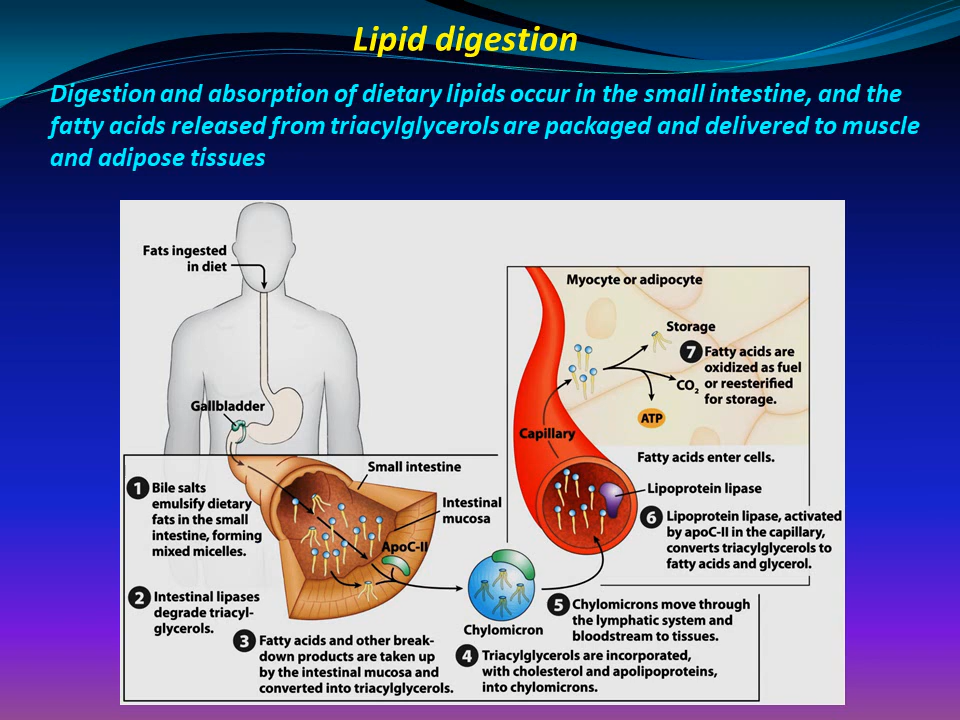 Lipid digestion
Digestion and absorption of dietary lipids occur in the small intestine, and the
fatty acids released from triacylglycerols are packaged and delivered to muscle
and adipose tissues
Fats ingested
in diet
Gallbladder
Small intestine
Intestinal
mucosa
ApoC-II
1 Bile salts
emulsify dietary
fats in the small
intestine, forming
mixed micelles.
2 Intestinal lipases
degrade triacyl-
glycerols.
3 Fatty acids and other break-
down products are taken up
by the intestinal mucosa and
converted into triacylglycerols.
Chylomicron
4 Triacylglycerols are incorporated,
with cholesterol and apolipoproteins,
into chylomicrons.
5 Chylomicrons move through
the lymphatic system and
bloodstream to tissues.
Capillary
Lipoprotein lipase
6 Lipoprotein lipase, activated
by apoC-II in the capillary,
converts triacylglycerols to
fatty acids and glycerol.
Fatty acids enter cells.
Myocyte or adipocyte
Storage
7 Fatty acids are
oxidized as fuel
or reesterified
for storage.
CO2
ATP